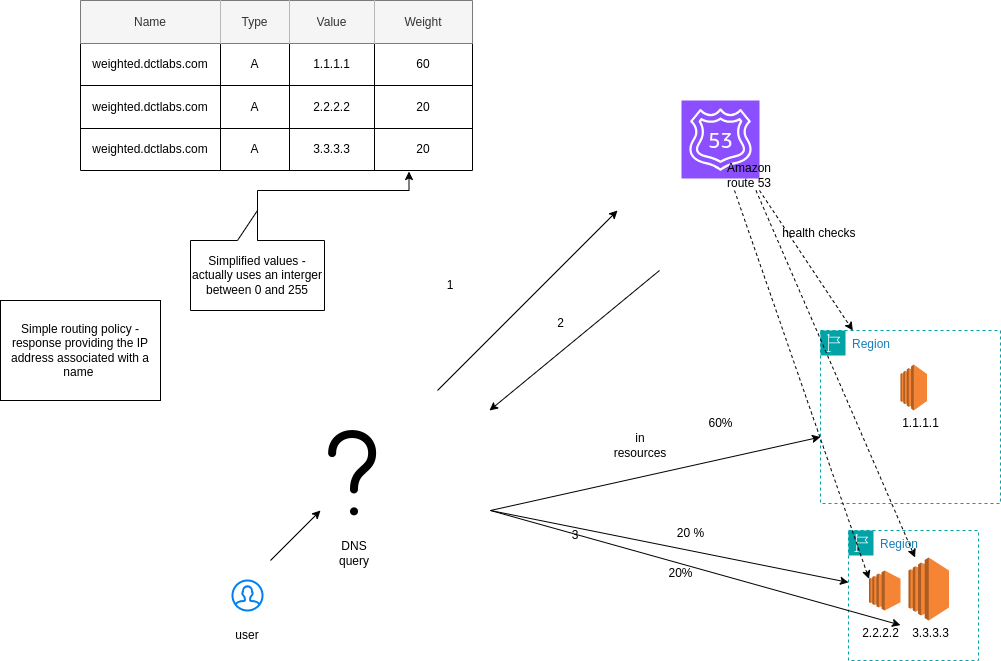 Name Type Value Weight
weighted.dctlabs.com A 1.1.1.1 60
weighted.dctlabs.com A 2.2.2.2 20
weighted.dctlabs.com A 3.3.3.3 20
53
Amazon
route 53
health checks
Simplified values -
actually uses an interger
between 0 and 255
1
2
Simple routing policy -
response providing the IP
address associated with a
name
Region
1.1.1.1
60%
in
resources
20 %
3
20%
Region
2.2.2.2 3.3.3.3
DNS
query
user